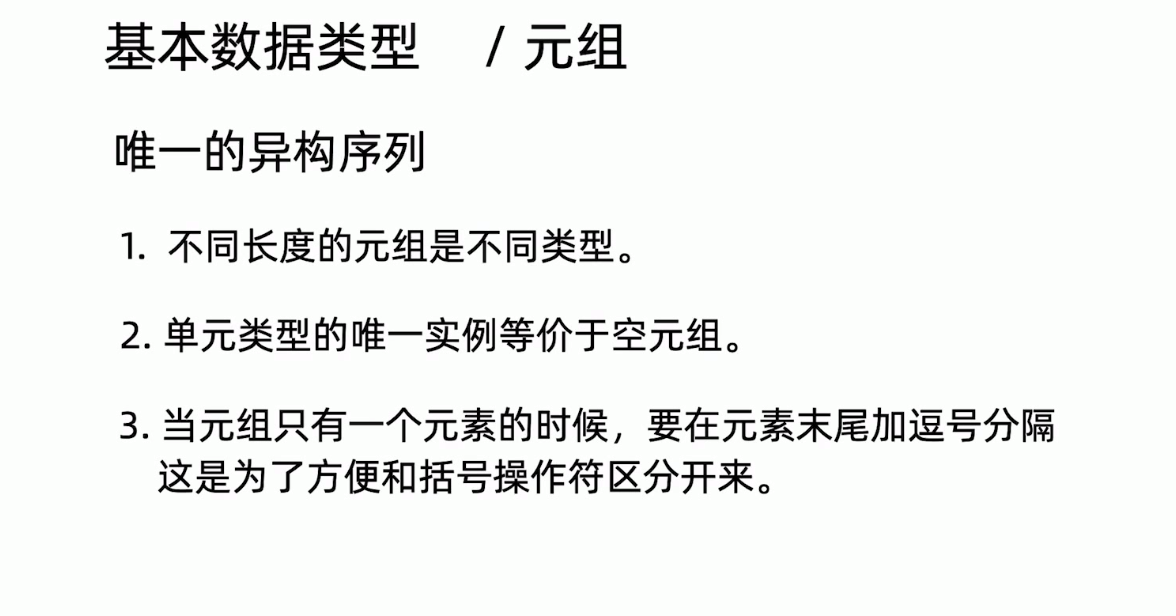 基本数据类型 / 元组
唯一的异构序列
1. 不同长度的元组是不同类型。
2. 单元类型的唯一实例等价于空元组。
3. 当元组只有一个元素的时候，要在元素末尾加逗号分隔
这是为了方便和括号操作符区分开来。